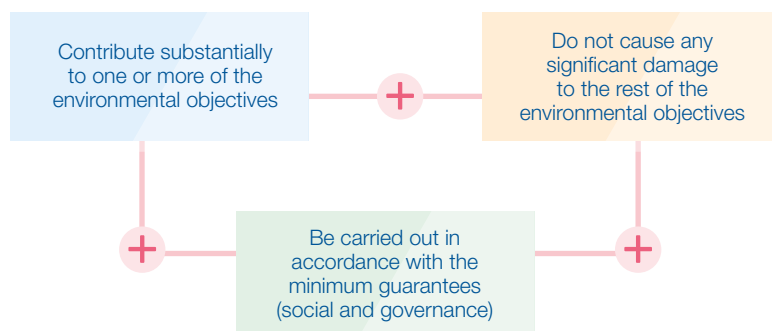 Contribute substantially
to one or more of the
environmental objectives
Do not cause any
significant damage
to the rest of the
environmental objectives
Be carried out in
accordance with the
minimum guarantees
(social and governance)